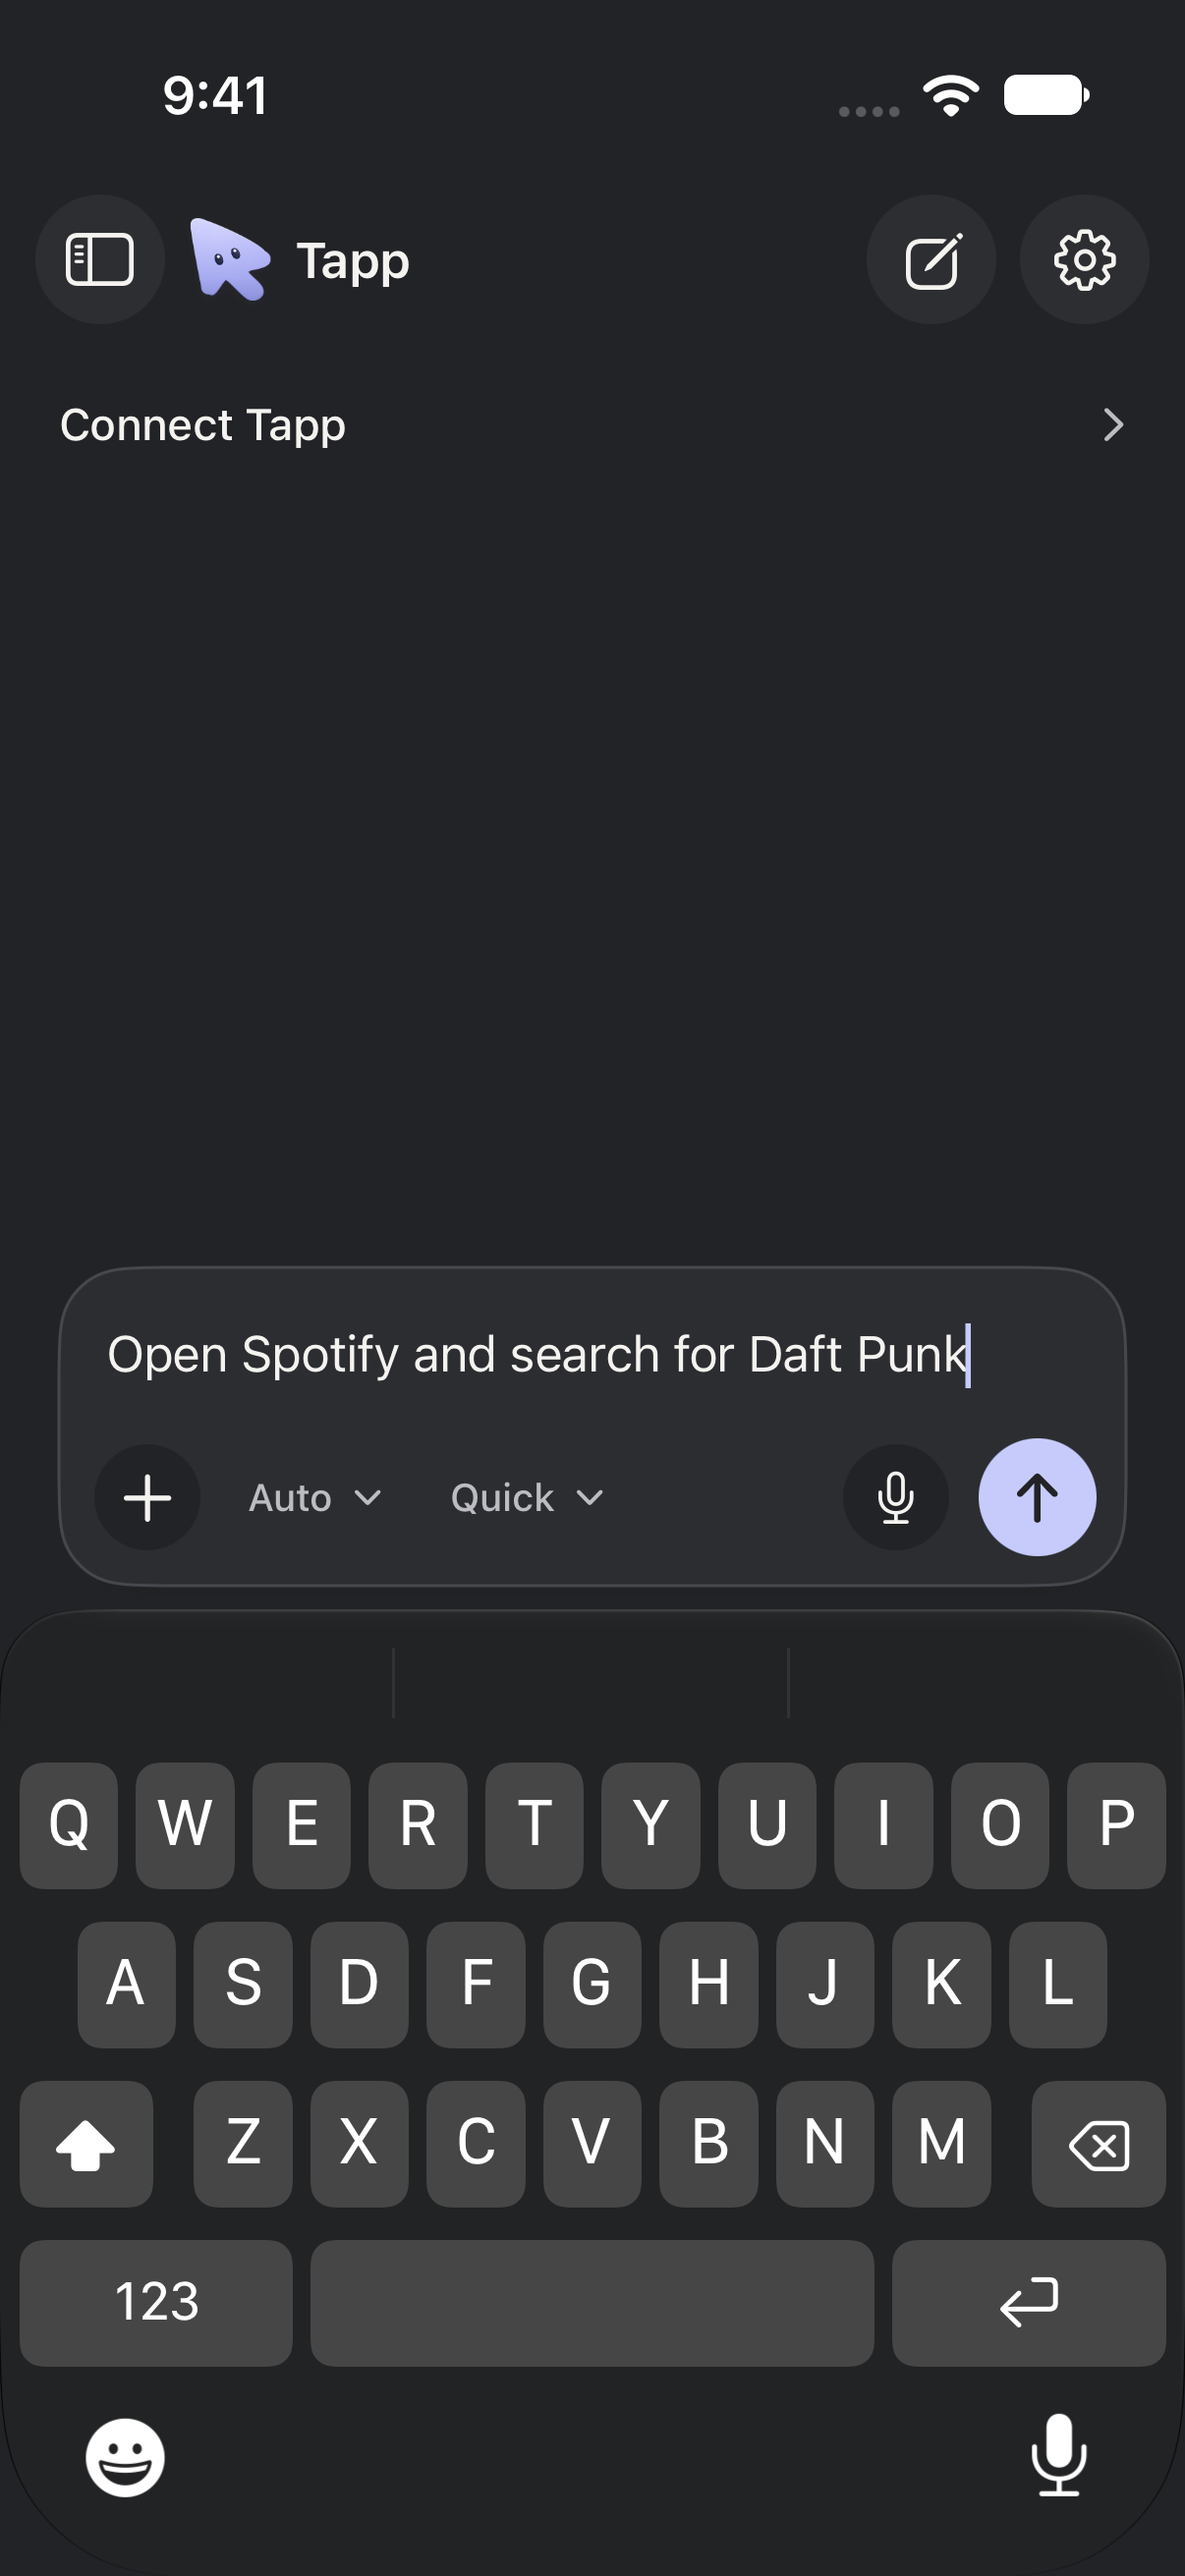 9:41
Tapp
Connect Tapp
Open Spotify and search for Daft Punk
Auto Quick
Q W E R T Y U I O P
A S D F G H J K L
Z X C V B N M
123